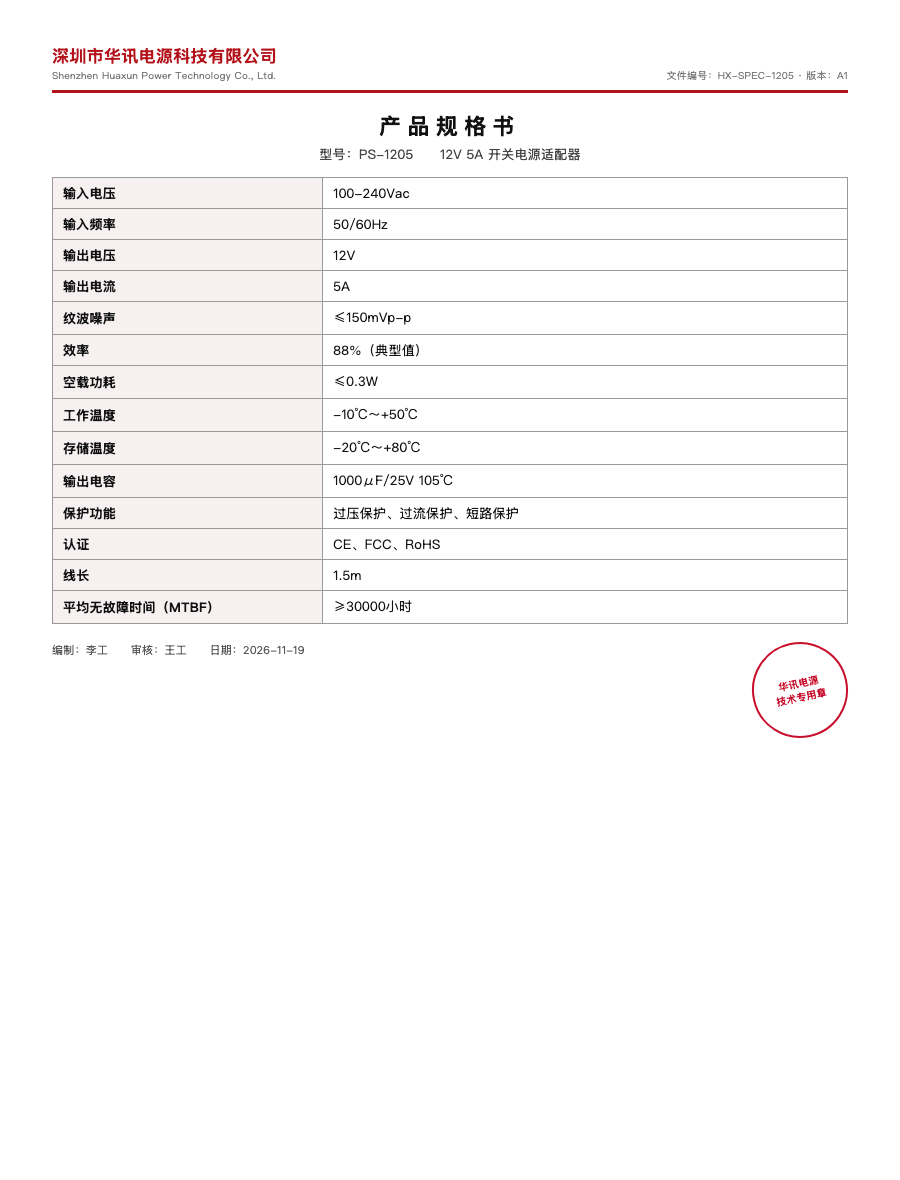 深圳市华讯电源科技有限公司
Shenzhen Huaxun Power Technology Co., Ltd.
文件编号：HX-SPEC-1205 · 版本：A1
产品规格书
型号：PS-1205 12V 5A 开关电源适配器
输入电压 100-240Vac
输入频率 50/60Hz
输出电压 12V
输出电流 5A
纹波噪声 ≤150mVp-p
效率 88%（典型值）
空载功耗 ≤0.3W
工作温度 -10℃～+50℃
存储温度 -20℃～+80℃
输出电容 1000μF/25V 105℃
保护功能 过压保护、过流保护、短路保护
认证 CE、FCC、RoHS
线长 1.5m
平均无故障时间（MTBF） ≥30000小时
编制：李工 审核：王工 日期：2026-11-19
华讯电源
技术专用章